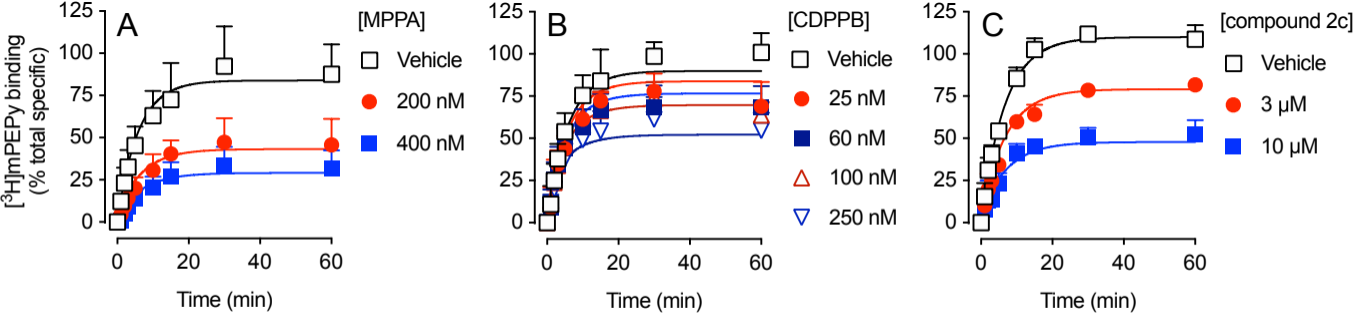 [³H]mPEPy binding
(% total specific)
A
125
100
75
50
25
0
0 20 40 60
Time (min)
[MPPA]
Vehicle
200 nM
400 nM
B
125
100
75
50
25
0
0 20 40 60
Time (min)
[CDPPB]
Vehicle
25 nM
60 nM
100 nM
250 nM
C
125
100
75
50
25
0
0 20 40 60
Time (min)
[compound 2c]
Vehicle
3 µM
10 µM